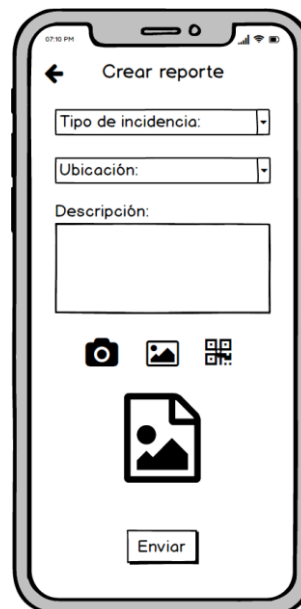 07:10 PM
Crear reporte
Tipo de incidencia:
Ubicación:
Descripción:
Enviar